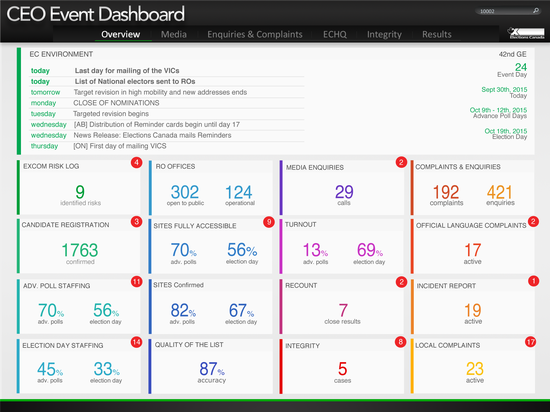 CEO Event Dashboard
10002
Overview Media Enquiries & Complaints ECHQ Integrity Results
Elections Canada
EC ENVIRONMENT
42nd GE
today Last day for mailing of the VICs
today List of National electors sent to ROs
tomorrow Target revision in high mobility and new addresses ends
monday CLOSE OF NOMINATIONS
tuesday Targeted revision begins
wednesday [AB] Distribution of Reminder cards begin until day 17
wednesday News Release: Elections Canada mails Reminders
thursday [ON] First day of mailing VICS
24
Event Day
Sept 30th, 2015
Today
Oct 9th - 12th, 2015
Advance Poll Days
Oct 19th, 2015
Election Day
EXCOM RISK LOG
4
9
identified risks
RO OFFICES
302 124
open to public operational
MEDIA ENQUIRIES
2
29
calls
COMPLAINTS & ENQUIRIES
192 421
complaints enquiries
CANDIDATE REGISTRATION
3
1763
confirmed
SITES FULLY ACCESSIBLE
9
70% 56%
adv. polls election day
TURNOUT
13% 69%
adv. polls election day
OFFICIAL LANGUAGE COMPLAINTS
2
17
active
ADV. POLL STAFFING
11
70% 56%
adv. polls election day
SITES Confirmed
82% 67%
adv. polls election day
RECOUNT
2
7
close results
INCIDENT REPORT
1
19
active
ELECTION DAY STAFFING
14
45% 33%
adv. polls election day
QUALITY OF THE LIST
87%
accuracy
INTEGRITY
8
5
cases
LOCAL COMPLAINTS
17
23
active